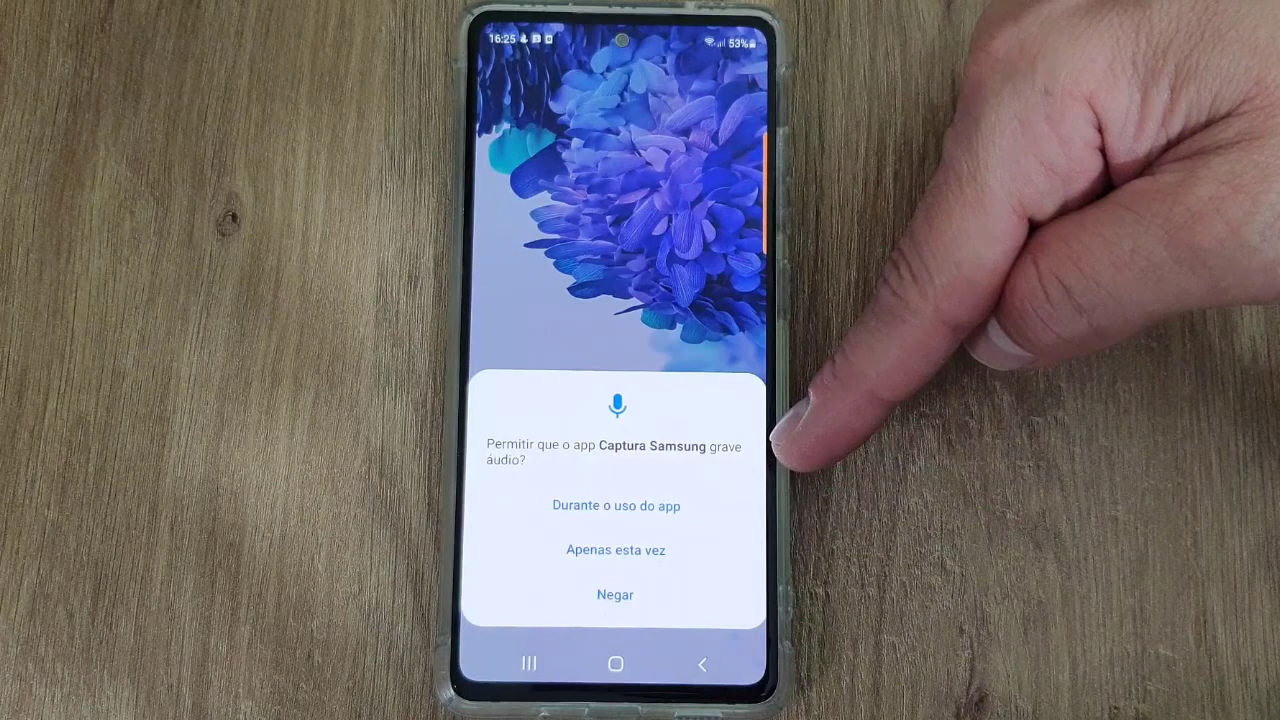 16:25 53%
Permitir que o app Captura Samsung grave
áudio?
Durante o uso do app
Apenas esta vez
Negar